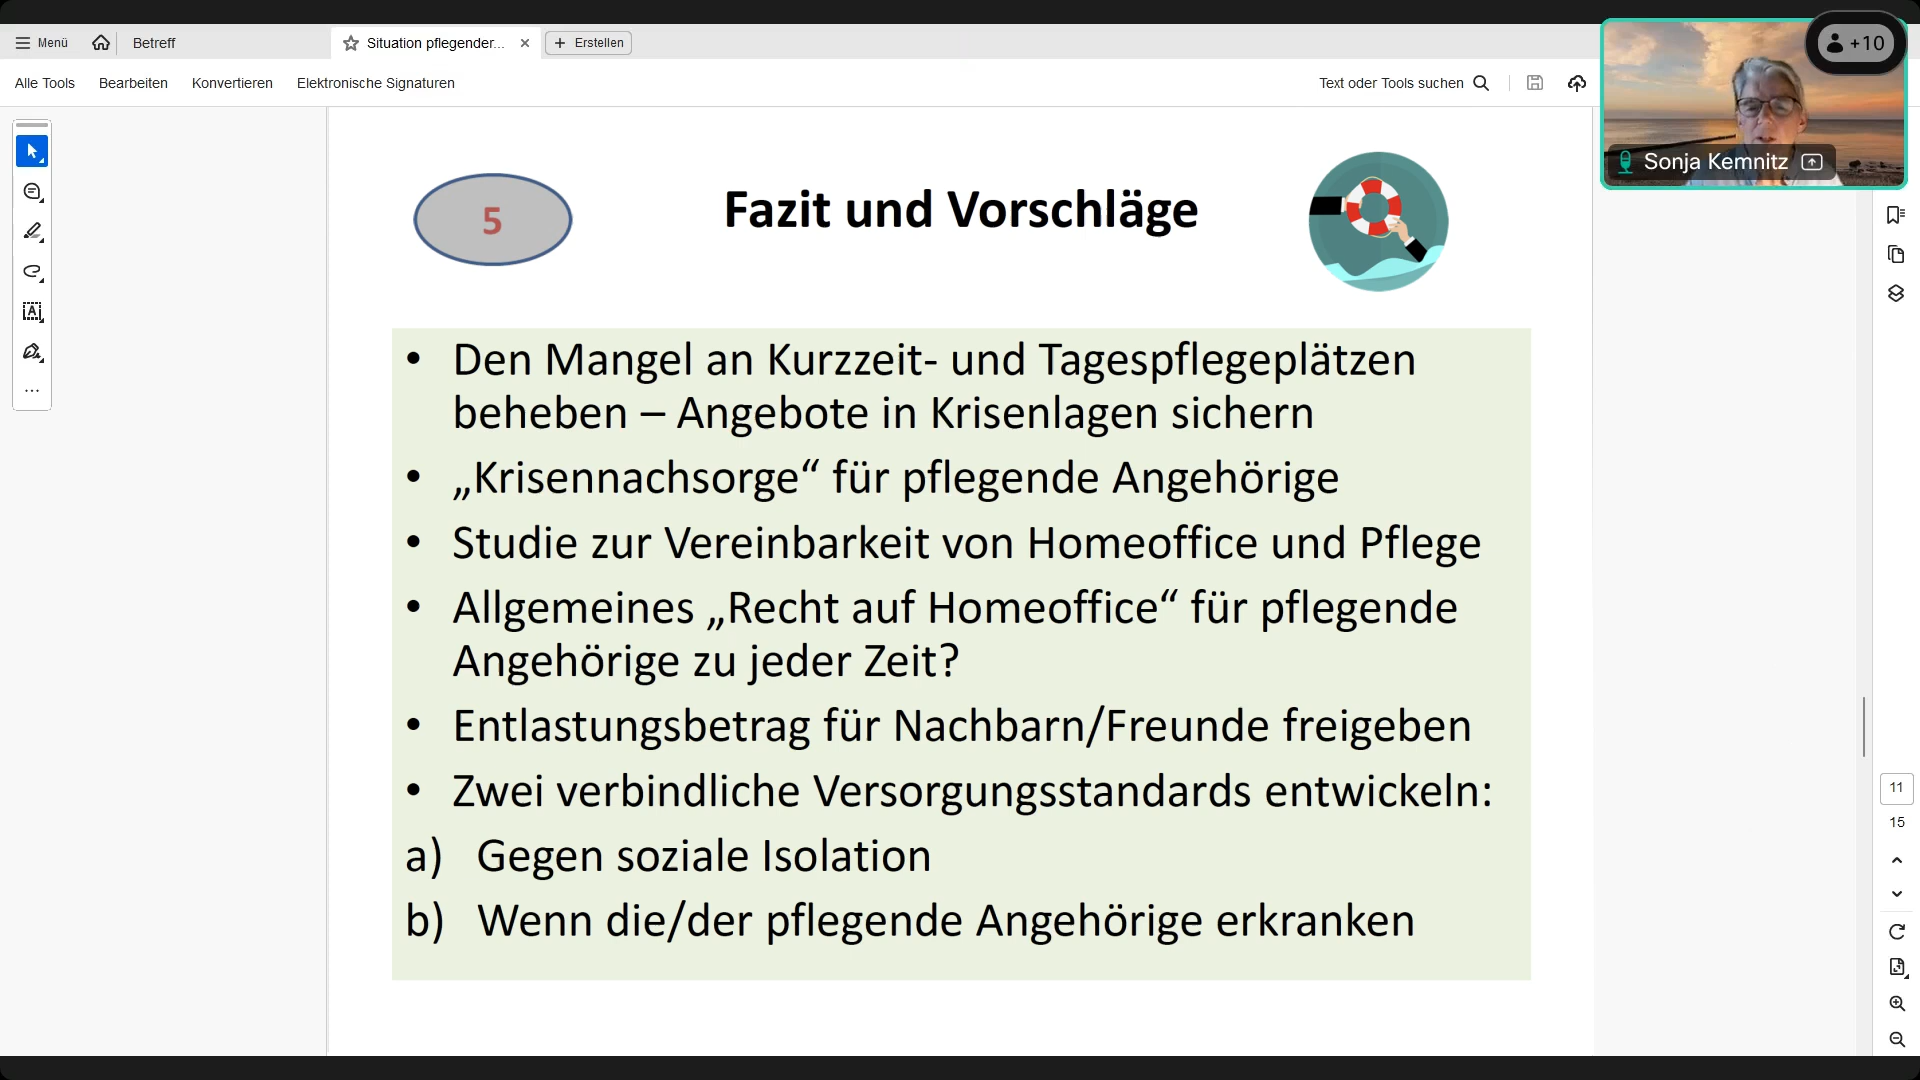 Menü
Betreff
Situation pflegender...
Erstellen
+10
Alle Tools
Bearbeiten
Konvertieren
Elektronische Signaturen
Text oder Tools suchen
Sonja Kemnitz
5
Fazit und Vorschläge
• Den Mangel an Kurzzeit- und Tagespflegeplätzen
beheben – Angebote in Krisenlagen sichern
• „Krisennachsorge“ für pflegende Angehörige
• Studie zur Vereinbarkeit von Homeoffice und Pflege
• Allgemeines „Recht auf Homeoffice“ für pflegende
Angehörige zu jeder Zeit?
• Entlastungsbetrag für Nachbarn/Freunde freigeben
• Zwei verbindliche Versorgungsstandards entwickeln:
a) Gegen soziale Isolation
b) Wenn die/der pflegende Angehörige erkranken
11
15